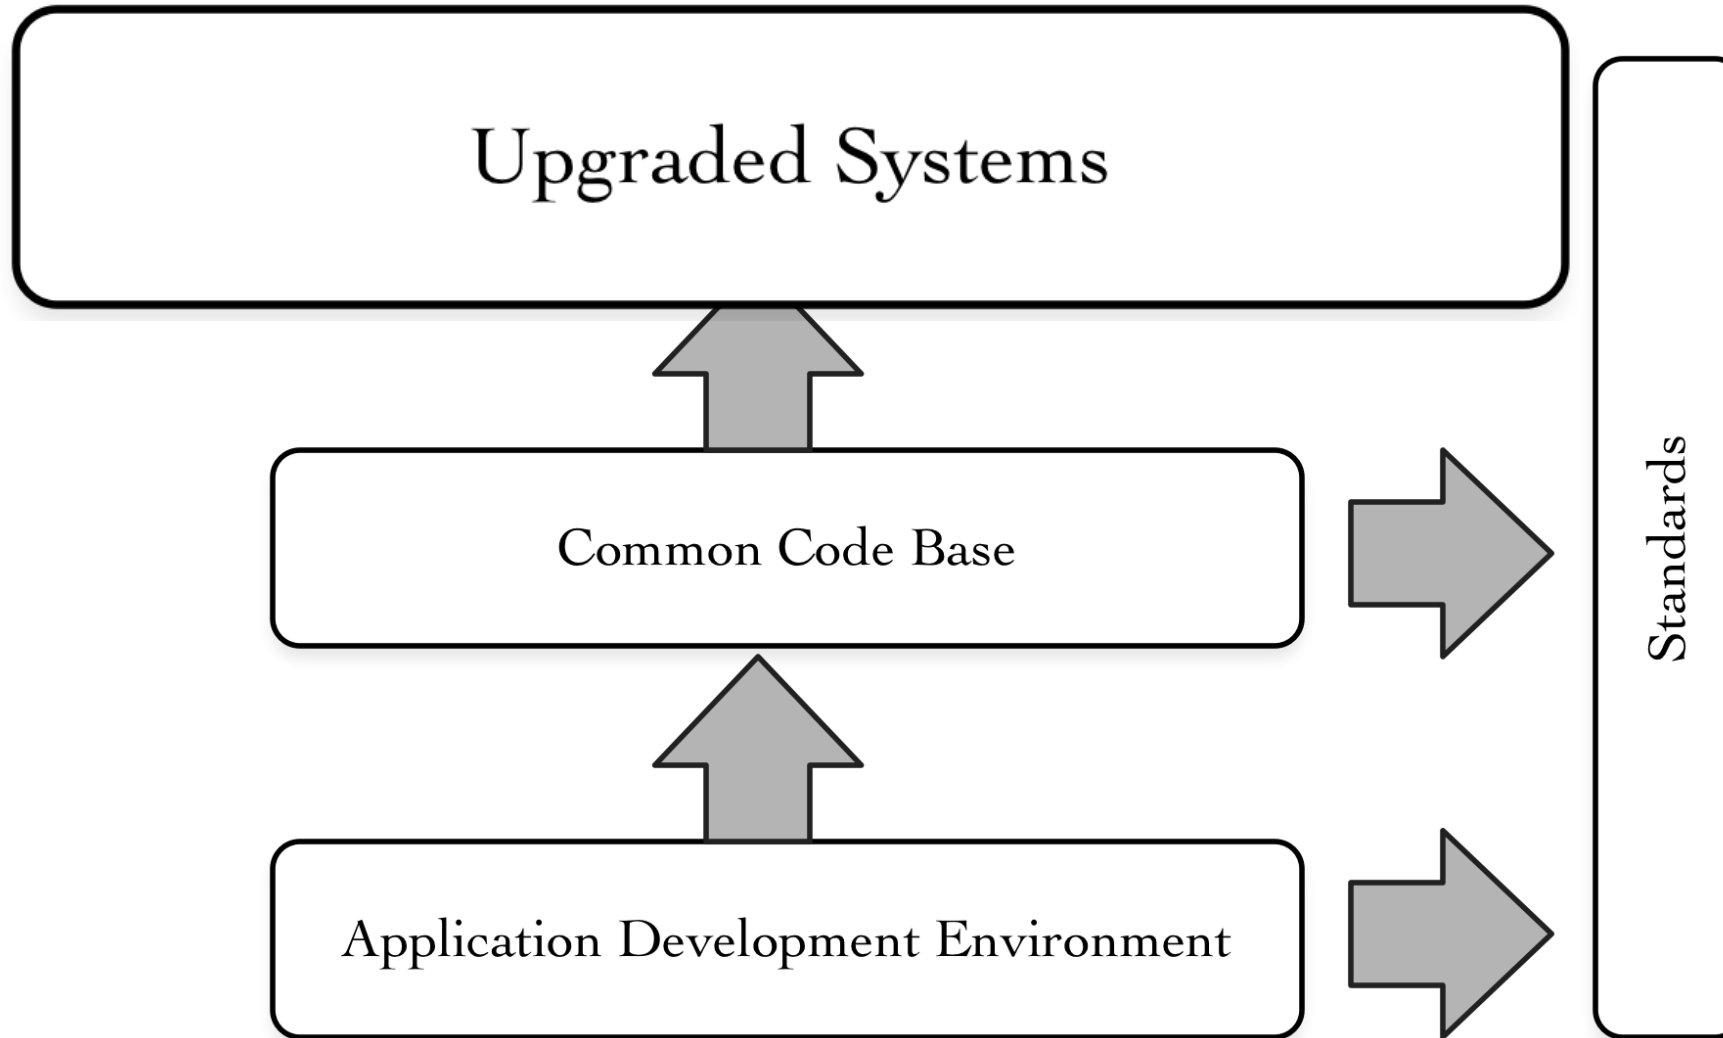 Upgraded Systems
Common Code Base
Standards
Application Development Environment